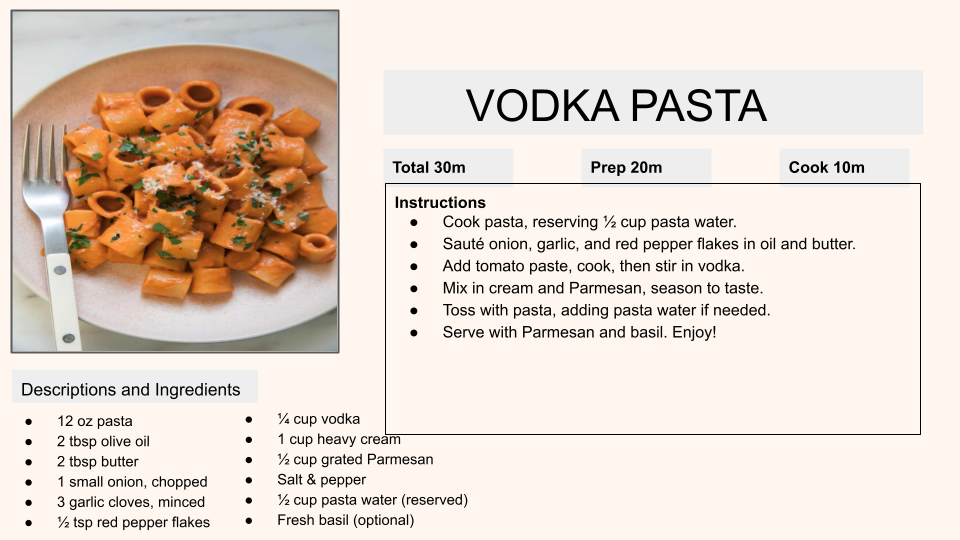 VODKA PASTA
Total 30m
Prep 20m
Cook 10m
Instructions
● Cook pasta, reserving ½ cup pasta water.
● Sauté onion, garlic, and red pepper flakes in oil and butter.
● Add tomato paste, cook, then stir in vodka.
● Mix in cream and Parmesan, season to taste.
● Toss with pasta, adding pasta water if needed.
● Serve with Parmesan and basil. Enjoy!
Descriptions and Ingredients
● 12 oz pasta
● 2 tbsp olive oil
● 2 tbsp butter
● 1 small onion, chopped
● 3 garlic cloves, minced
● ½ tsp red pepper flakes
● ¼ cup vodka
● 1 cup heavy cream
● ½ cup grated Parmesan
● Salt & pepper
● ½ cup pasta water (reserved)
● Fresh basil (optional)